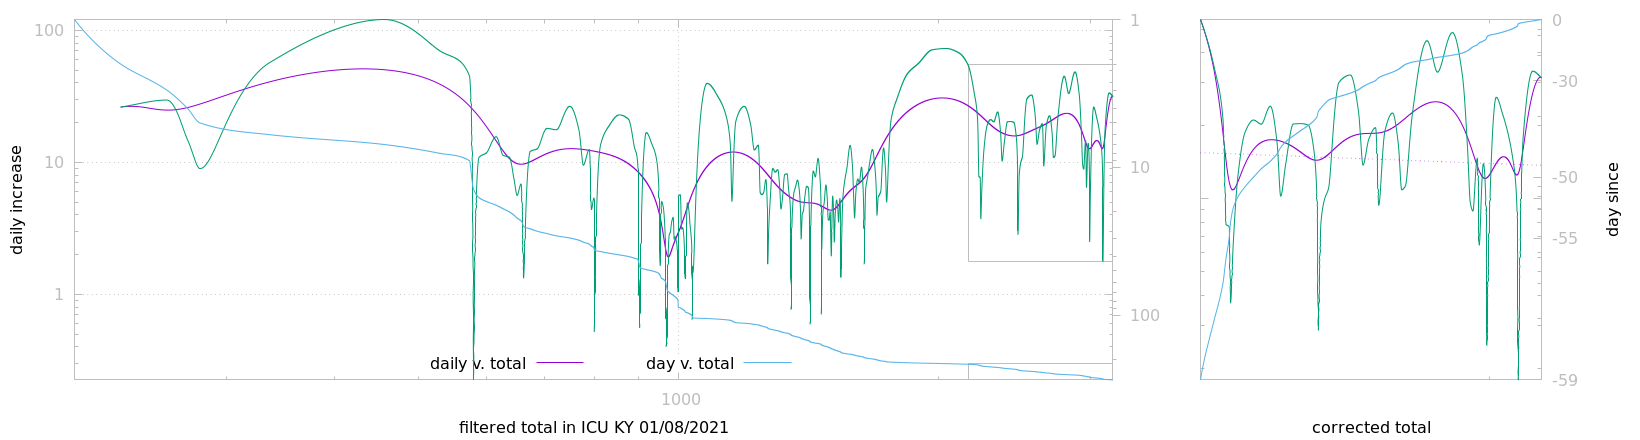 100
10
1
daily increase
1
10
100
0
-30
-50
-55
-59
day since
daily v. total
day v. total
1000
filtered total in ICU KY 01/08/2021
corrected total